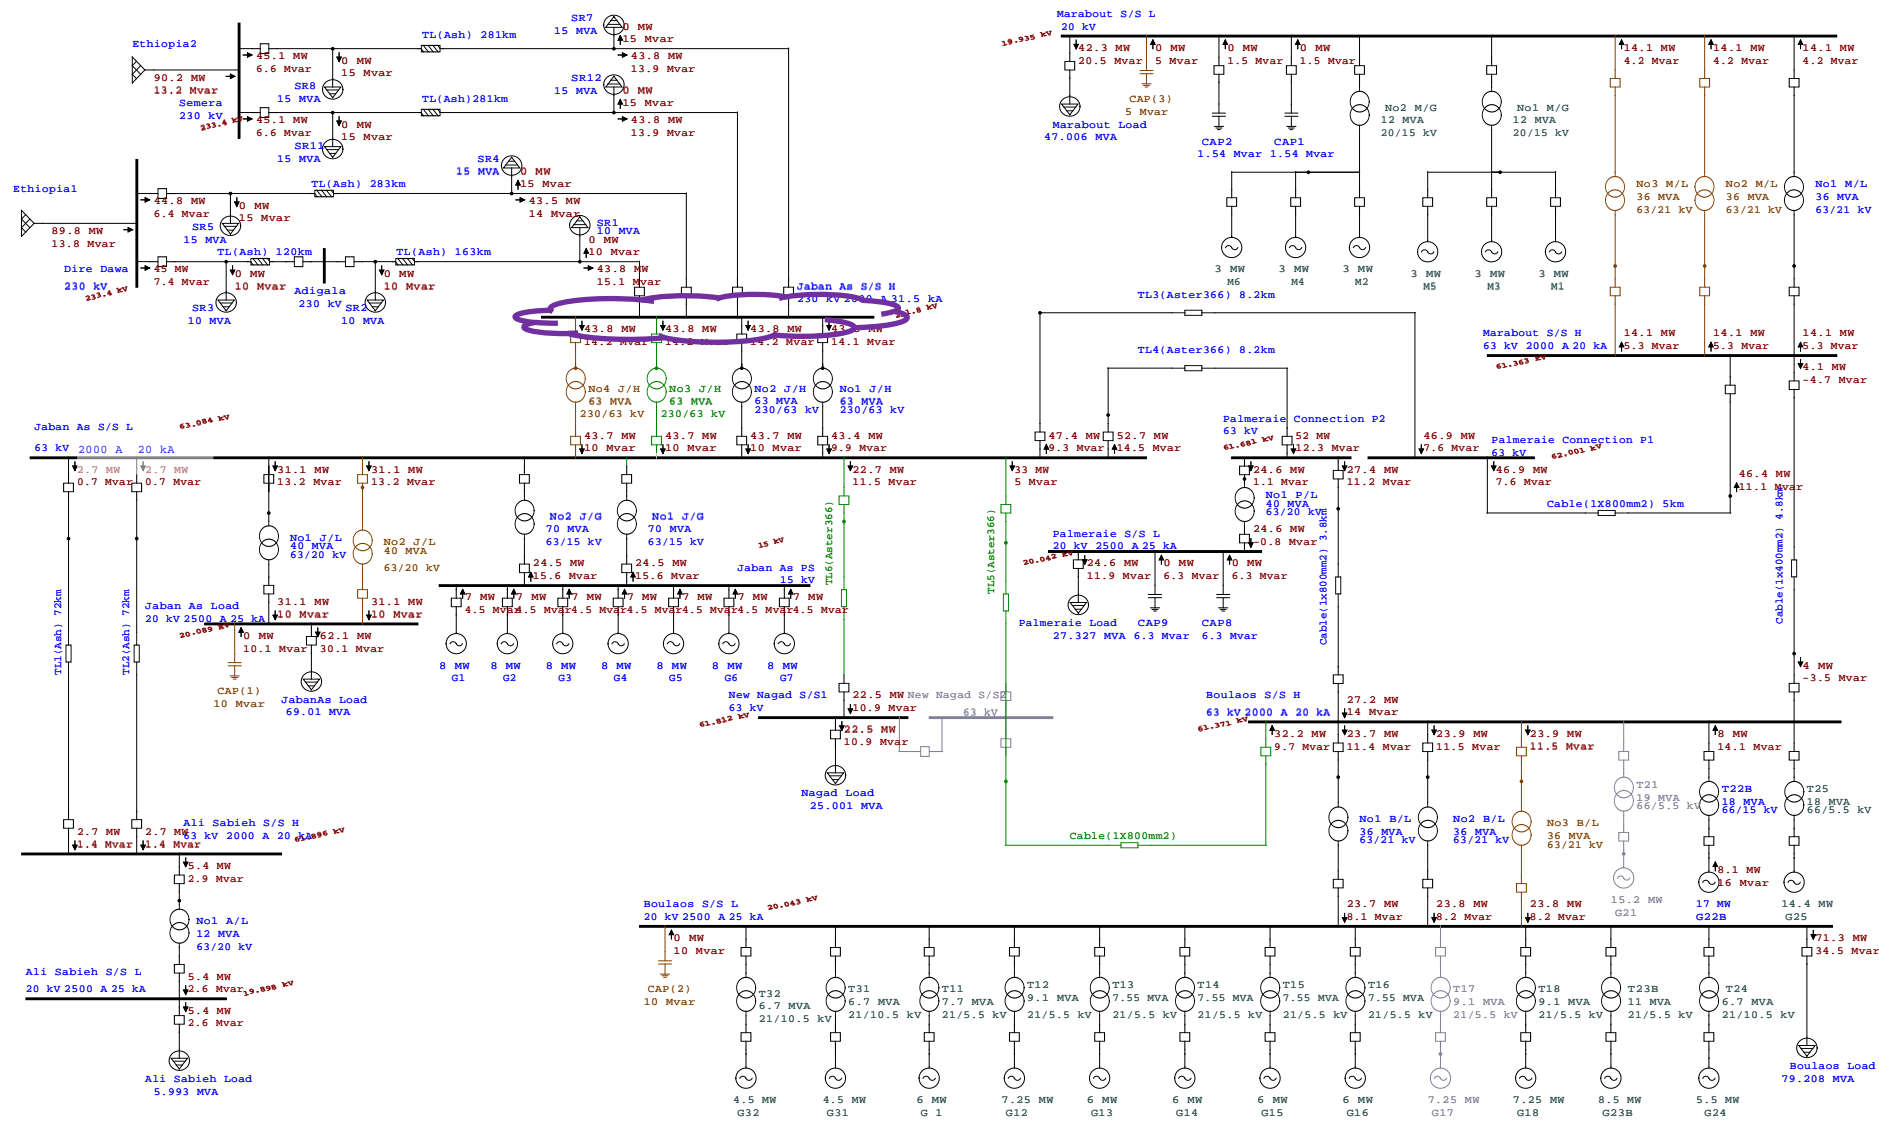 Ethiopia2
90.2 MW
13.2 Mvar
Semera
230 kV
233.4 kV
45.1 MW
6.6 Mvar
0 MW
15 Mvar
SR8
15 MVA
TL(Ash) 281km
SR7
15 MVA
0 MW
15 Mvar
43.8 MW
13.9 Mvar
45.1 MW
6.6 Mvar
0 MW
15 Mvar
SR11
15 MVA
TL(Ash)281km
SR12
15 MVA
0 MW
15 Mvar
43.8 MW
13.9 Mvar
Ethiopia1
89.8 MW
13.8 Mvar
Dire Dawa
230 kV
233.4 kV
44.8 MW
6.4 Mvar
0 MW
15 Mvar
SR5
15 MVA
TL(Ash) 283km
SR4
15 MVA
0 MW
15 Mvar
43.5 MW
14 Mvar
45 MW
7.4 Mvar
0 MW
10 Mvar
SR3
10 MVA
TL(Ash) 120km
Adigala
230 kV
0 MW
10 Mvar
SR2
10 MVA
TL(Ash) 163km
SR1
10 MVA
0 MW
10 Mvar
43.8 MW
15.1 Mvar
Jaban As S/S H
230 kV 2000 A 31.5 kA
43.8 MW
14.2 Mvar
43.8 MW
14.2 Mvar
43.8 MW
14.2 Mvar
14.1 Mvar
No4 J/H
63 MVA
230/63 kV
No3 J/H
63 MVA
230/63 kV
No2 J/H
63 MVA
230/63 kV
No1 J/H
63 MVA
230/63 kV
43.7 MW
10 Mvar
43.7 MW
10 Mvar
43.7 MW
10 Mvar
43.4 MW
9.9 Mvar
Jaban As S/S L
63 kV 2000 A 20 kA
63.084 kV
2.7 MW
0.7 Mvar
2.7 MW
0.7 Mvar
31.1 MW
13.2 Mvar
31.1 MW
13.2 Mvar
No1 J/L
40 MVA
63/20 kV
No2 J/L
40 MVA
63/20 kV
31.1 MW
10 Mvar
31.1 MW
10 Mvar
Jaban As Load
20 kV 2500 A 25 kA
20.089 kV
0 MW
10.1 Mvar
CAP(1)
10 Mvar
62.1 MW
30.1 Mvar
JabanAs Load
69.01 MVA
TL1(Ash) 72km
TL2(Ash) 72km
No2 J/G
70 MVA
63/15 kV
No1 J/G
70 MVA
63/15 kV
24.5 MW
15.6 Mvar
24.5 MW
15.6 Mvar
15 kV
Jaban As PS
15 kV
7 MW
4.5 Mvar
7 MW
4.5 Mvar
7 MW
4.5 Mvar
7 MW
4.5 Mvar
7 MW
4.5 Mvar
7 MW
4.5 Mvar
7 MW
4.5 Mvar
8 MW
G1
8 MW
G2
8 MW
G3
8 MW
G4
8 MW
G5
8 MW
G6
8 MW
G7
22.7 MW
11.5 Mvar
TL6(Aster366)
33 MW
5 Mvar
TL5(Aster366)
22.5 MW
10.9 Mvar
New Nagad S/S1
63 kV
61.812 kV
22.5 MW
10.9 Mvar
Nagad Load
25.001 MVA
New Nagad S/S2
63 kV
Cable(1X800mm2)
TL3(Aster366) 8.2km
TL4(Aster366) 8.2km
47.4 MW
9.3 Mvar
52.7 MW
14.5 Mvar
Palmeraie Connection P2
63 kV
61.681 kV
52 MW
12.3 Mvar
24.6 MW
1.1 Mvar
27.4 MW
11.2 Mvar
No1 P/L
40 MVA
63/20 kV
24.6 MW
-0.8 Mvar
Palmeraie S/S L
20 kV 2500 A 25 kA
20.042 kV
24.6 MW
11.9 Mvar
0 MW
6.3 Mvar
0 MW
6.3 Mvar
Palmeraie Load
27.327 MVA
CAP9
6.3 Mvar
CAP8
6.3 Mvar
Cable(1x800mm2) 3.8km
46.9 MW
7.6 Mvar
Palmeraie Connection P1
63 kV
62.001 kV
46.9 MW
7.6 Mvar
Cable(1X800mm2) 5km
46.4 MW
11.1 Mvar
Cable(1x400mm2) 4.8km
Marabout S/S L
20 kV
19.935 kV
42.3 MW
20.5 Mvar
Marabout Load
47.006 MVA
0 MW
5 Mvar
CAP(3)
5 Mvar
0 MW
1.5 Mvar
CAP2
1.54 Mvar
0 MW
1.5 Mvar
CAP1
1.54 Mvar
No2 M/G
12 MVA
20/15 kV
No1 M/G
12 MVA
20/15 kV
3 MW
M6
3 MW
M4
3 MW
M2
3 MW
M5
3 MW
M3
3 MW
M1
14.1 MW
4.2 Mvar
14.1 MW
4.2 Mvar
14.1 MW
4.2 Mvar
No3 M/L
36 MVA
63/21 kV
No2 M/L
36 MVA
63/21 kV
No1 M/L
36 MVA
63/21 kV
Marabout S/S H
63 kV 2000 A 20 kA
61.363 kV
14.1 MW
5.3 Mvar
14.1 MW
5.3 Mvar
14.1 MW
5.3 Mvar
4.1 MW
-4.7 Mvar
4 MW
-3.5 Mvar
27.2 MW
14 Mvar
Boulaos S/S H
63 kV 2000 A 20 kA
61.371 kV
32.2 MW
9.7 Mvar
23.7 MW
11.4 Mvar
23.9 MW
11.5 Mvar
23.9 MW
11.5 Mvar
8 MW
14.1 Mvar
No1 B/L
36 MVA
63/21 kV
No2 B/L
36 MVA
63/21 kV
No3 B/L
36 MVA
63/21 kV
T21
19 MVA
66/5.5 kV
T22B
18 MVA
66/15 kV
T25
18 MVA
66/5.5 kV
15.2 MW
G21
8.1 MW
16 Mvar
17 MW
G22B
14.4 MW
G25
23.7 MW
8.1 Mvar
23.8 MW
8.2 Mvar
23.8 MW
8.2 Mvar
Boulaos S/S L
20 kV 2500 A 25 kA
20.043 kV
0 MW
10 Mvar
CAP(2)
10 Mvar
T32
6.7 MVA
21/10.5 kV
T31
6.7 MVA
21/10.5 kV
T11
7.7 MVA
21/5.5 kV
T12
9.1 MVA
21/5.5 kV
T13
7.55 MVA
21/5.5 kV
T14
7.55 MVA
21/5.5 kV
T15
7.55 MVA
21/5.5 kV
T16
7.55 MVA
21/5.5 kV
T17
9.1 MVA
21/5.5 kV
T18
9.1 MVA
21/5.5 kV
T23B
11 MVA
21/5.5 kV
T24
6.7 MVA
21/10.5 kV
4.5 MW
G32
4.5 MW
G31
6 MW
G 1
7.25 MW
G12
6 MW
G13
6 MW
G14
6 MW
G15
6 MW
G16
7.25 MW
G17
7.25 MW
G18
8.5 MW
G23B
5.5 MW
G24
71.3 MW
34.5 Mvar
Boulaos Load
79.208 MVA
2.7 MW
1.4 Mvar
2.7 MW
1.4 Mvar
Ali Sabieh S/S H
63 kV 2000 A 20 kA
5.4 MW
2.9 Mvar
No1 A/L
12 MVA
63/20 kV
5.4 MW
2.6 Mvar
Ali Sabieh S/S L
20 kV 2500 A 25 kA
19.898 kV
5.4 MW
2.6 Mvar
Ali Sabieh Load
5.993 MVA